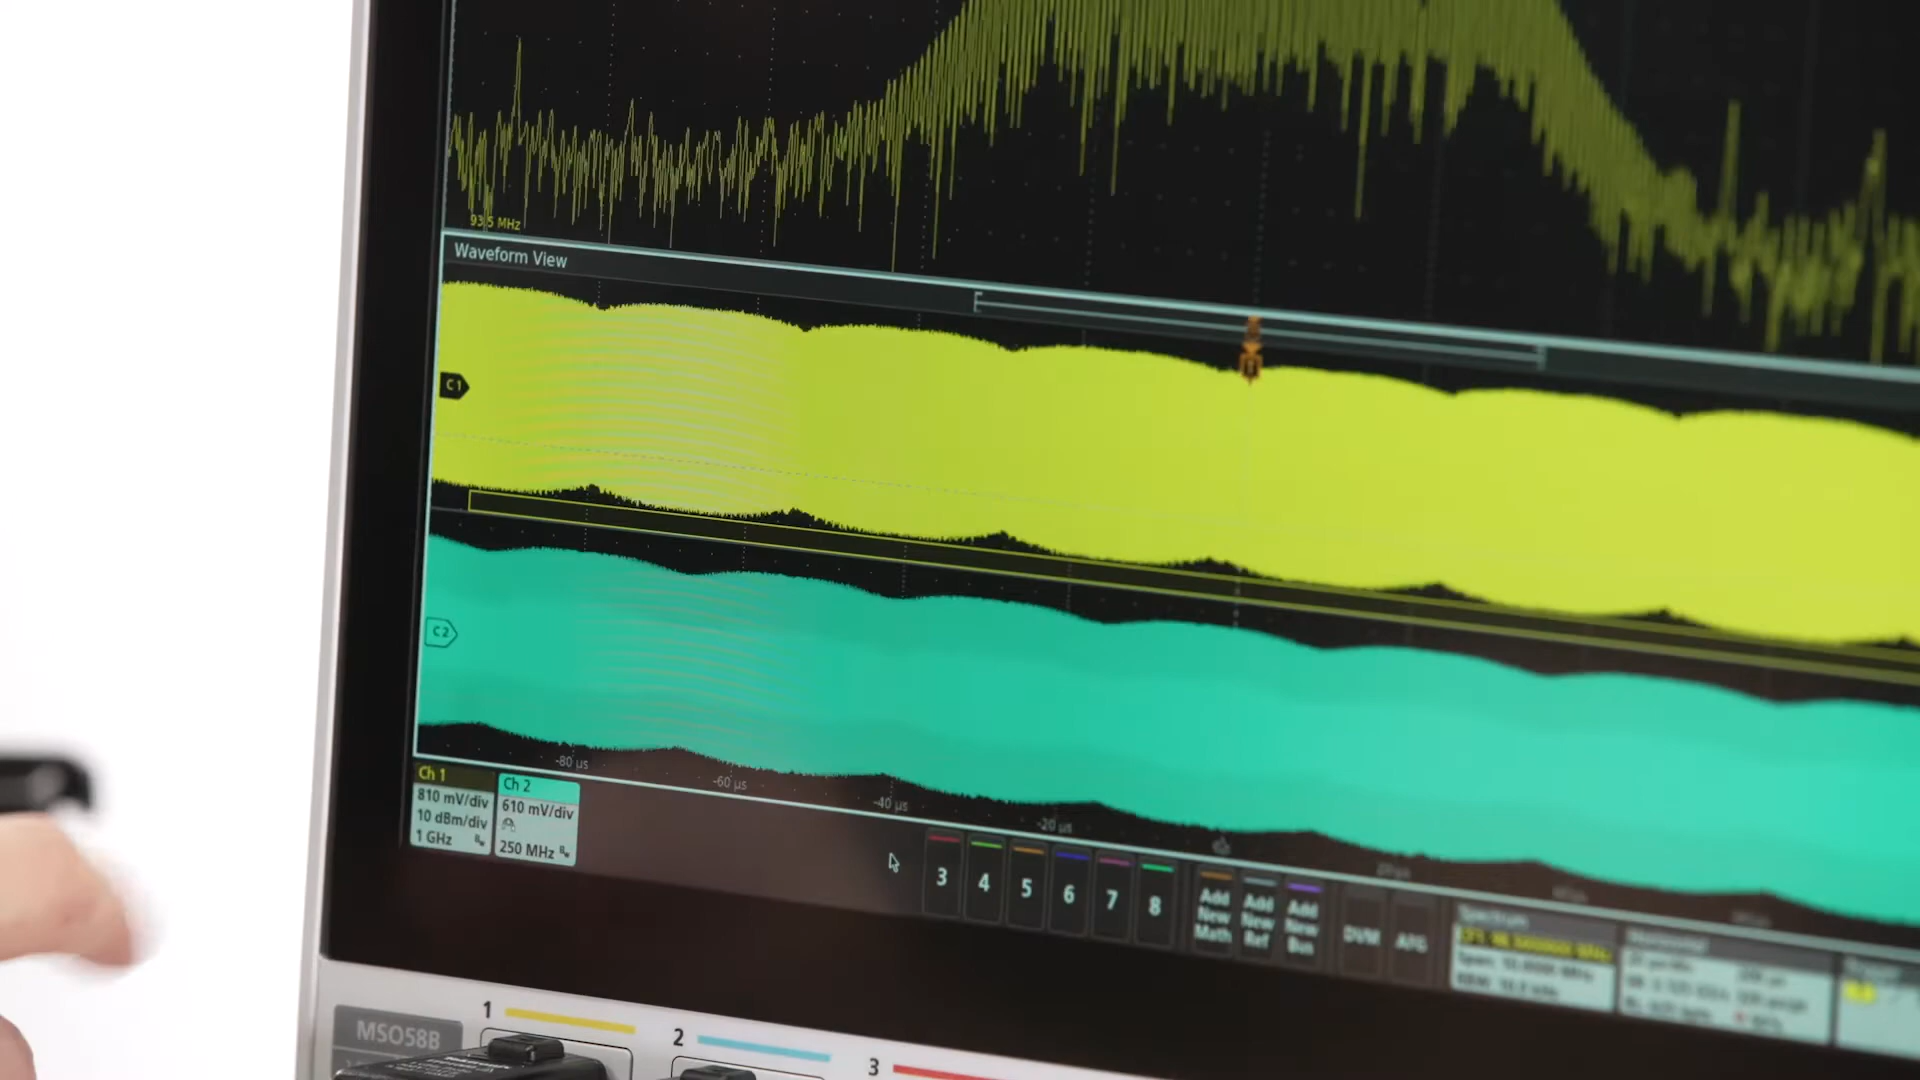 93.5 MHz
Waveform View
C1
C2
-80 µs
-60 µs
-40 µs
-20 µs
Ch 1
810 mV/div
10 dBm/div
1 GHz
Ch 2
610 mV/div
250 MHz
3
4
5
6
7
8
Add
New
Math
Add
New
Ref
Add
New
Bus
DVM
AFG
Spectrum
MSO58B
1
2
3